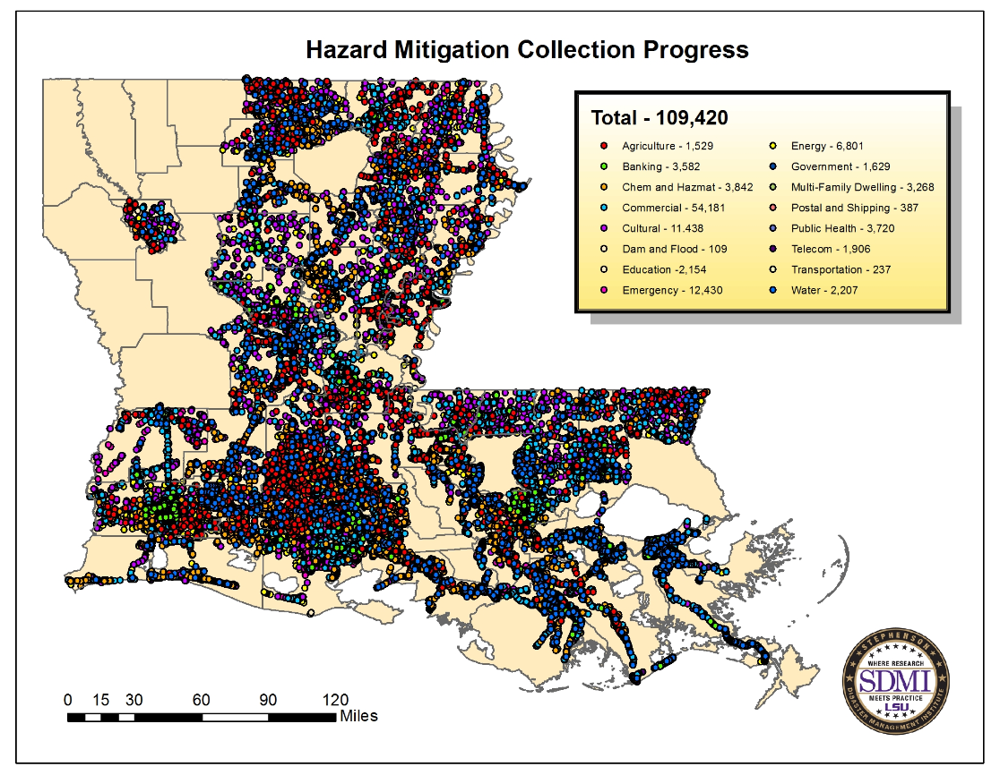 Hazard Mitigation Collection Progress
Total - 109,420
Agriculture - 1,529
Banking - 3,582
Chem and Hazmat - 3,842
Commercial - 54,181
Cultural - 11.438
Dam and Flood - 109
Education -2,154
Emergency - 12,430
Energy - 6,801
Government - 1,629
Multi-Family Dwelling - 3,268
Postal and Shipping - 387
Public Health - 3,720
Telecom - 1,906
Transportation - 237
Water - 2,207
0 15 30 60 90 120
Miles
STEPHENSON
WHERE RESEARCH
SDMI
MEETS PRACTICE
LSU
DISASTER MANAGEMENT INSTITUTE